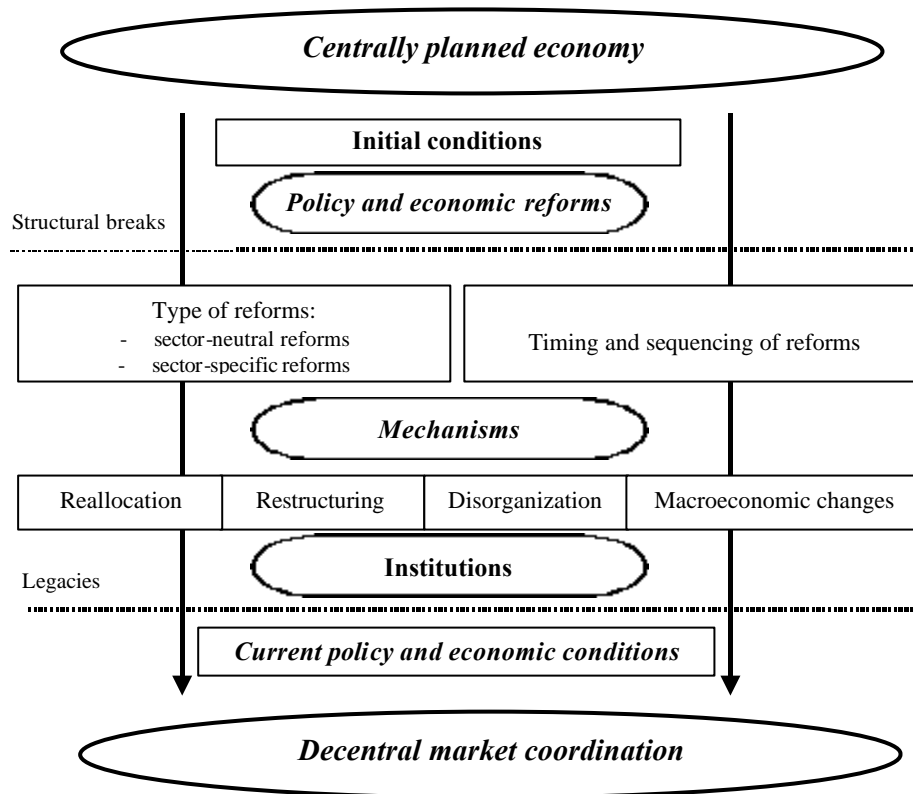 Centrally planned economy
Initial conditions
Policy and economic reforms
Structural breaks
Type of reforms:
- sector-neutral reforms
- sector-specific reforms
Timing and sequencing of reforms
Mechanisms
Reallocation
Restructuring
Disorganization
Macroeconomic changes
Institutions
Legacies
Current policy and economic conditions
Decentral market coordination